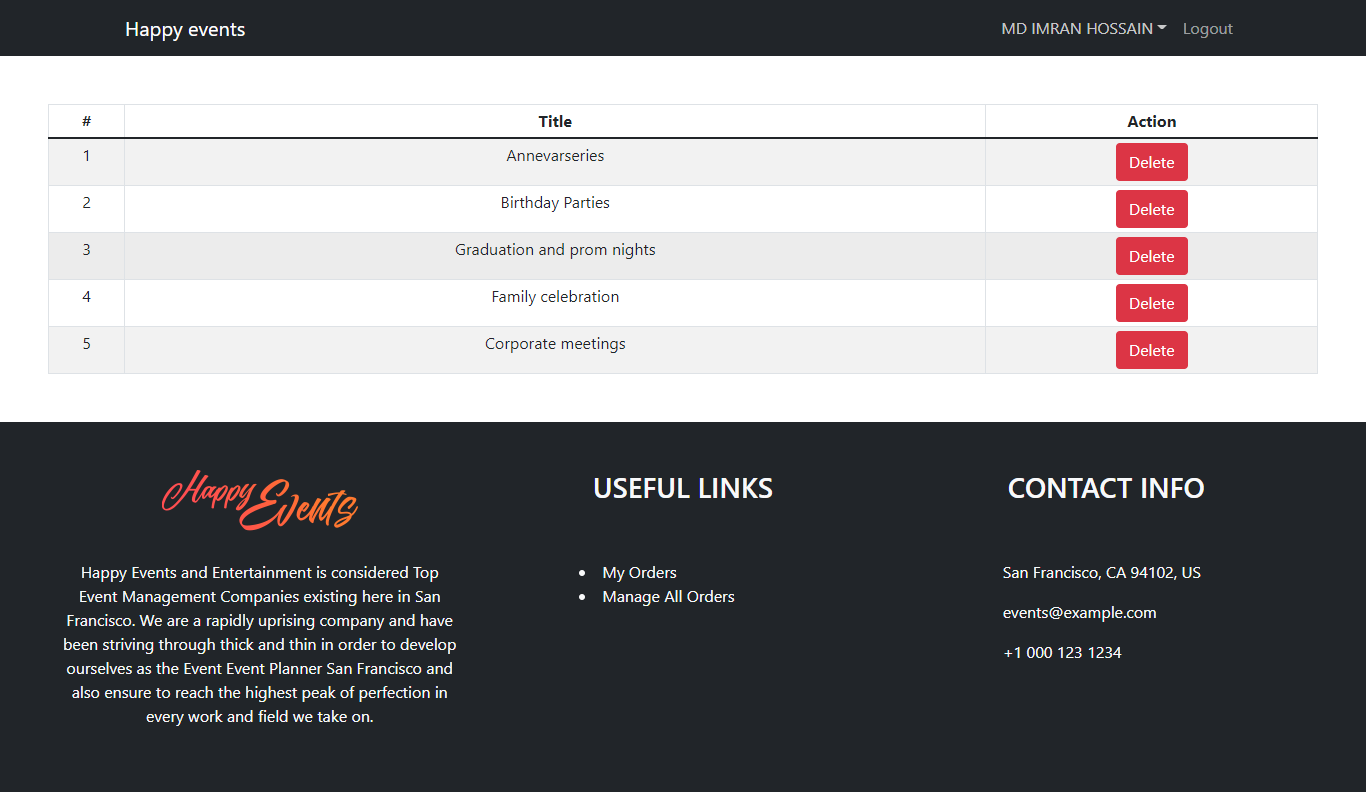 Happy events MD IMRAN HOSSAIN Logout
# Title Action
1 Annevarseries Delete
2 Birthday Parties Delete
3 Graduation and prom nights Delete
4 Family celebration Delete
5 Corporate meetings Delete
Happy Events
Happy Events and Entertainment is considered Top
Event Management Companies existing here in San
Francisco. We are a rapidly uprising company and have
been striving through thick and thin in order to develop
ourselves as the Event Event Planner San Francisco and
also ensure to reach the highest peak of perfection in
every work and field we take on.
USEFUL LINKS
• My Orders
• Manage All Orders
CONTACT INFO
San Francisco, CA 94102, US
events@example.com
+1 000 123 1234